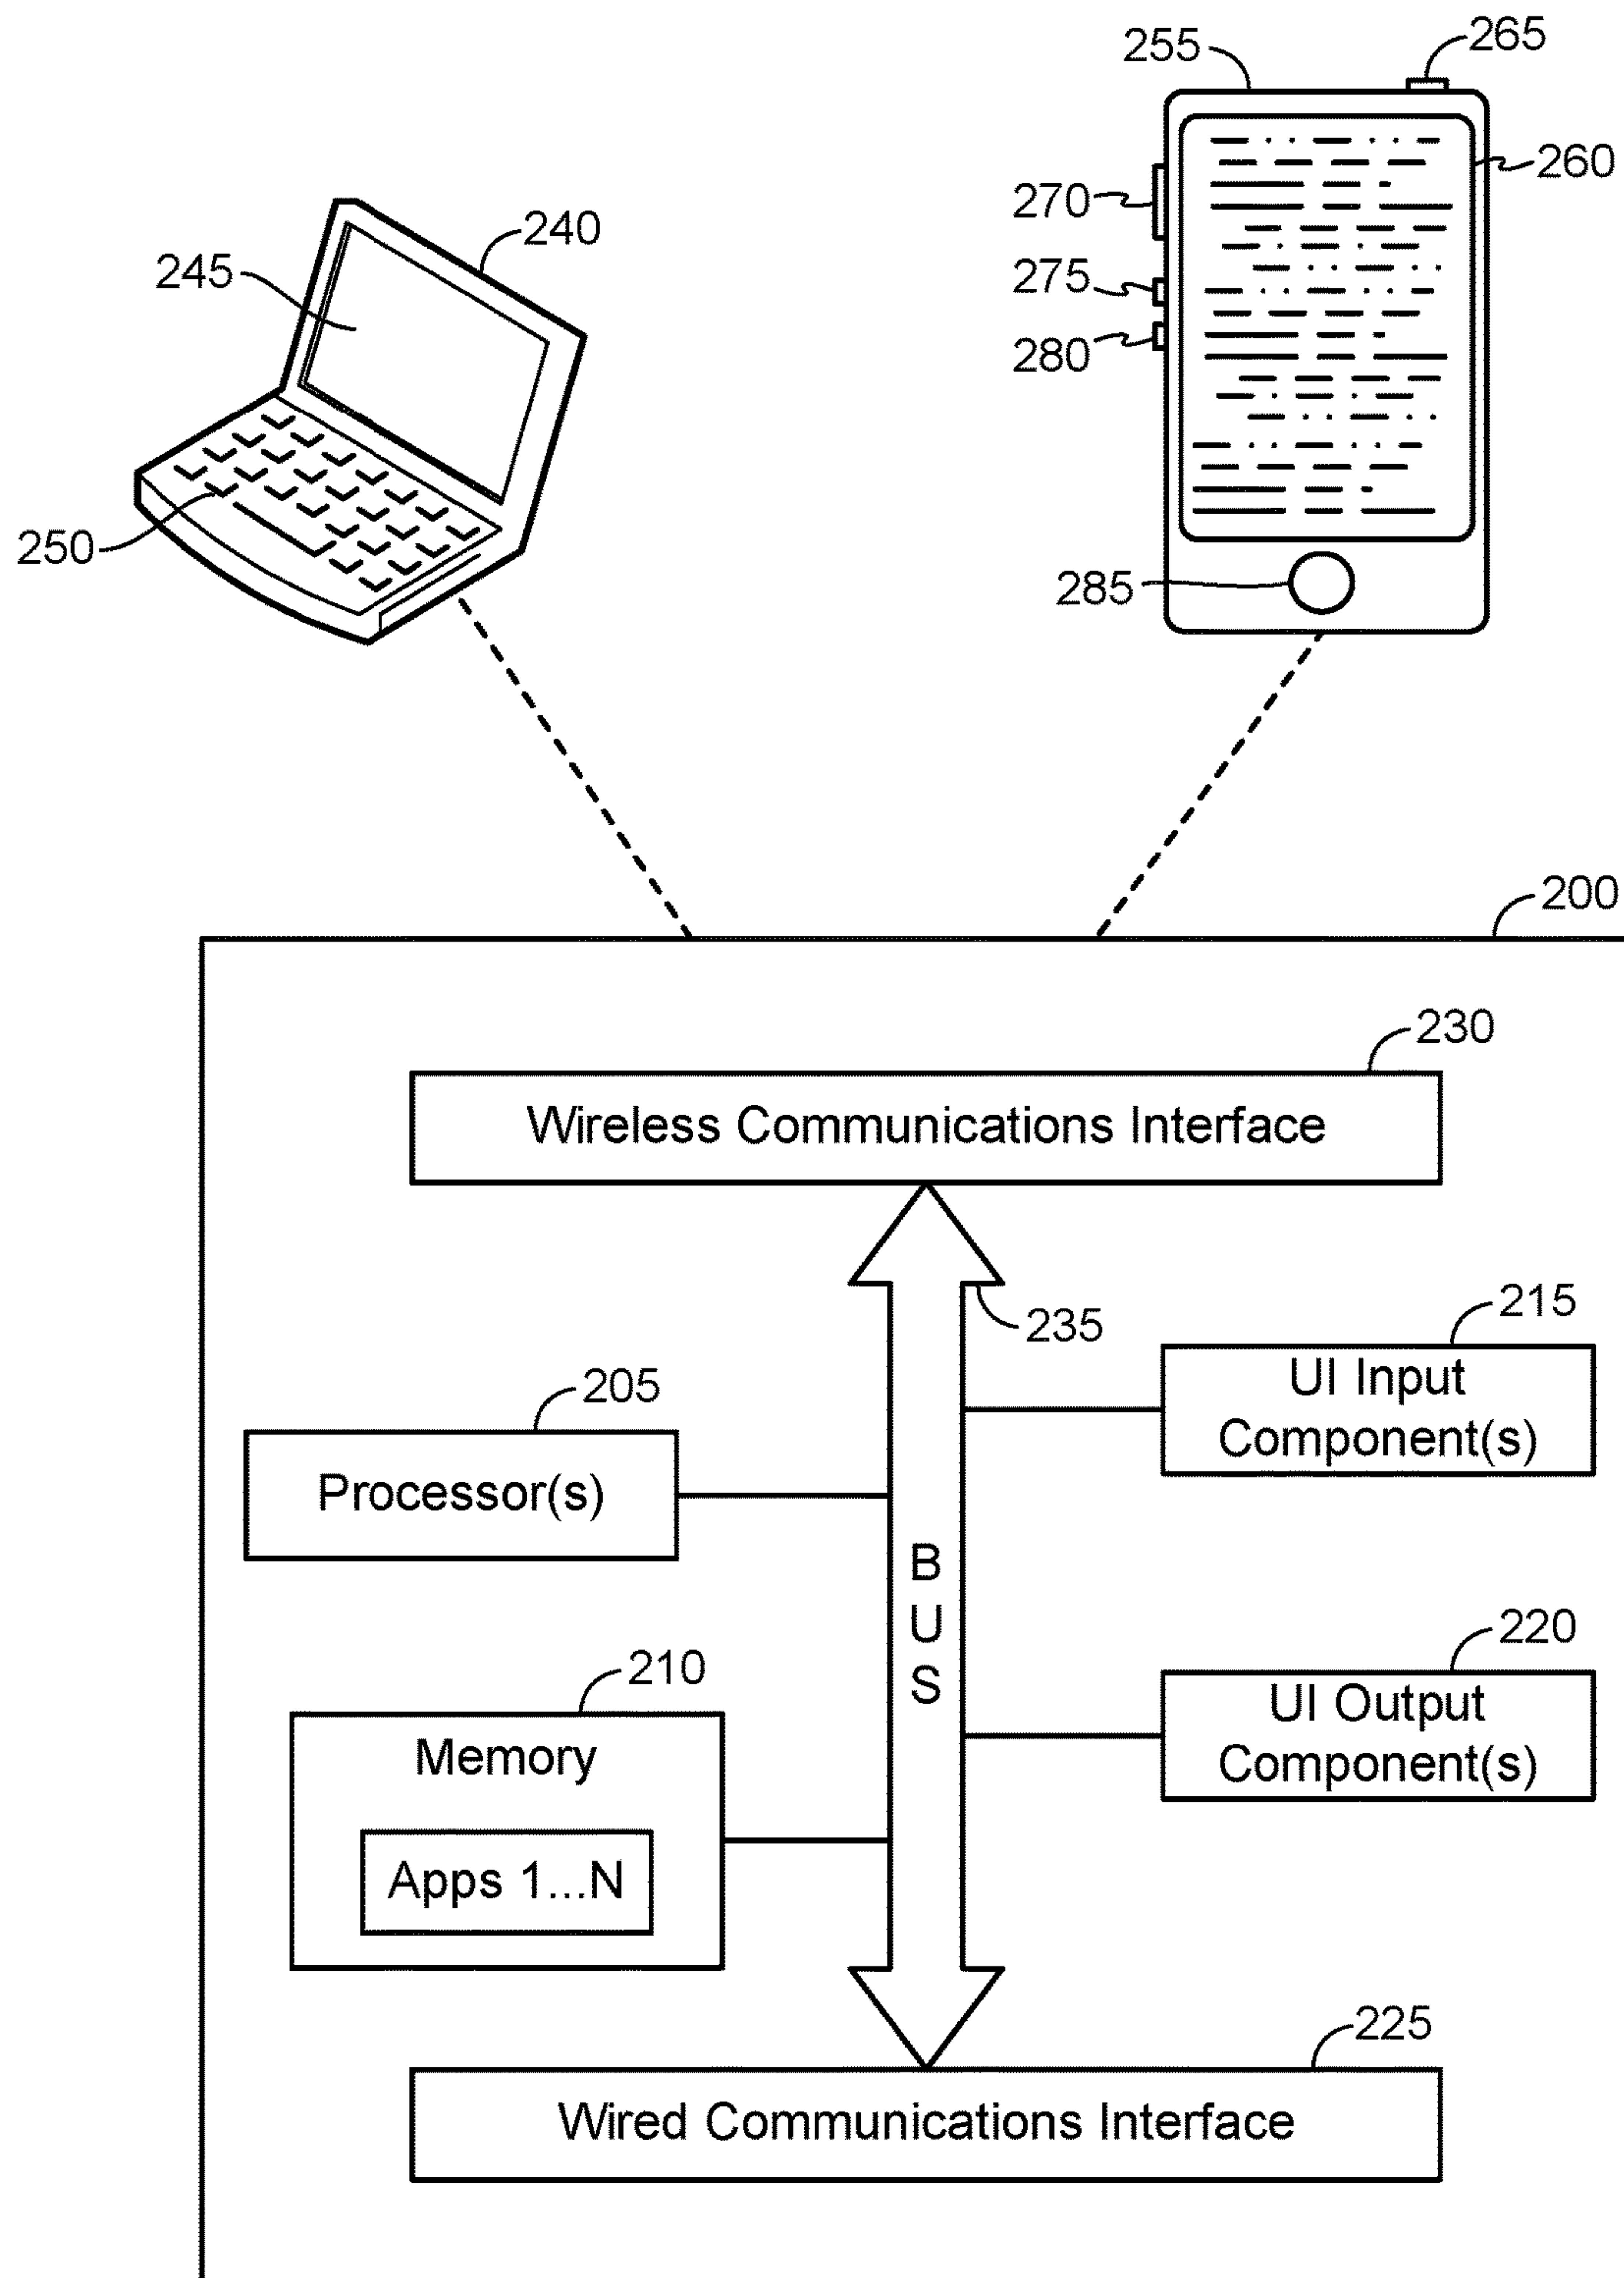 265
255
260
270
240
245
275
280
250
285
200
230
Wireless Communications Interface
235
215
UI Input
Component(s)
205
Processor(s)
B
U
S
220
UI Output
Component(s)
210
Memory
Apps 1...N
225
Wired Communications Interface